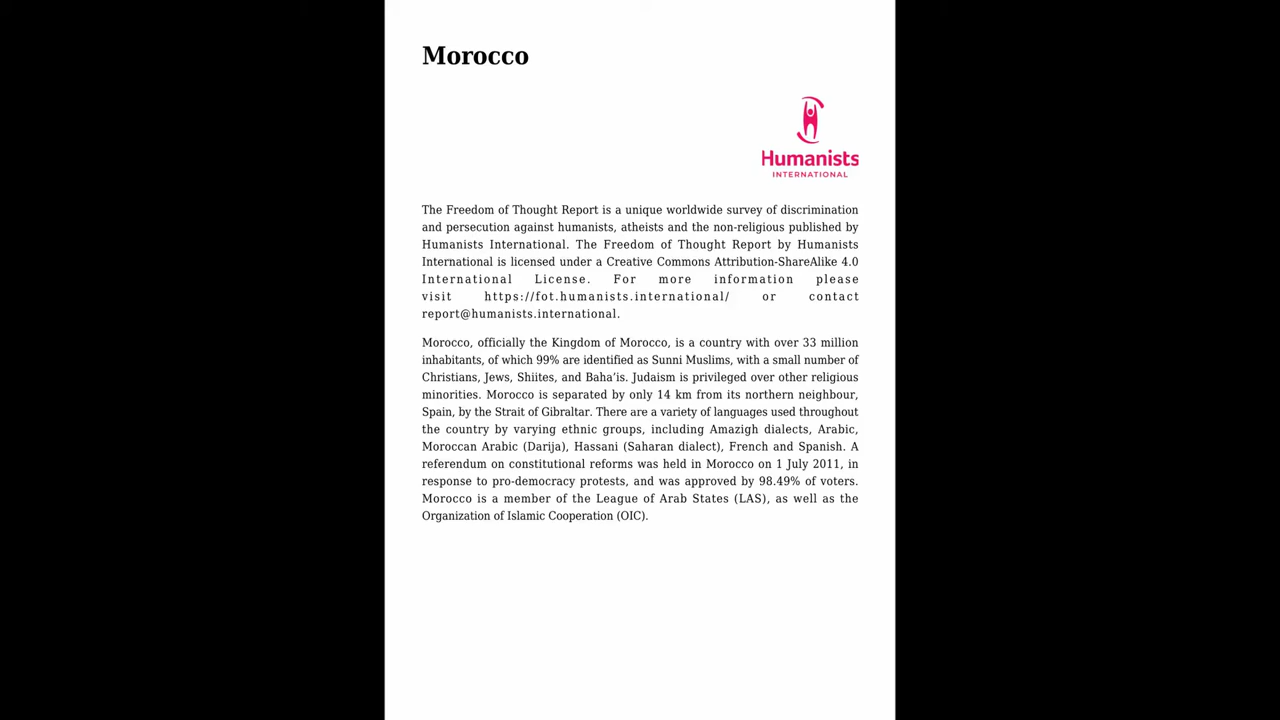 Morocco
Humanists
INTERNATIONAL
The Freedom of Thought Report is a unique worldwide survey of discrimination
and persecution against humanists, atheists and the non-religious published by
Humanists International. The Freedom of Thought Report by Humanists
International is licensed under a Creative Commons Attribution-ShareAlike 4.0
International License. For more information please
visit https://fot.humanists.international/ or contact
report@humanists.international.
Morocco, officially the Kingdom of Morocco, is a country with over 33 million
inhabitants, of which 99% are identified as Sunni Muslims, with a small number of
Christians, Jews, Shiites, and Baha’is. Judaism is privileged over other religious
minorities. Morocco is separated by only 14 km from its northern neighbour,
Spain, by the Strait of Gibraltar. There are a variety of languages used throughout
the country by varying ethnic groups, including Amazigh dialects, Arabic,
Moroccan Arabic (Darija), Hassani (Saharan dialect), French and Spanish. A
referendum on constitutional reforms was held in Morocco on 1 July 2011, in
response to pro-democracy protests, and was approved by 98.49% of voters.
Morocco is a member of the League of Arab States (LAS), as well as the
Organization of Islamic Cooperation (OIC).